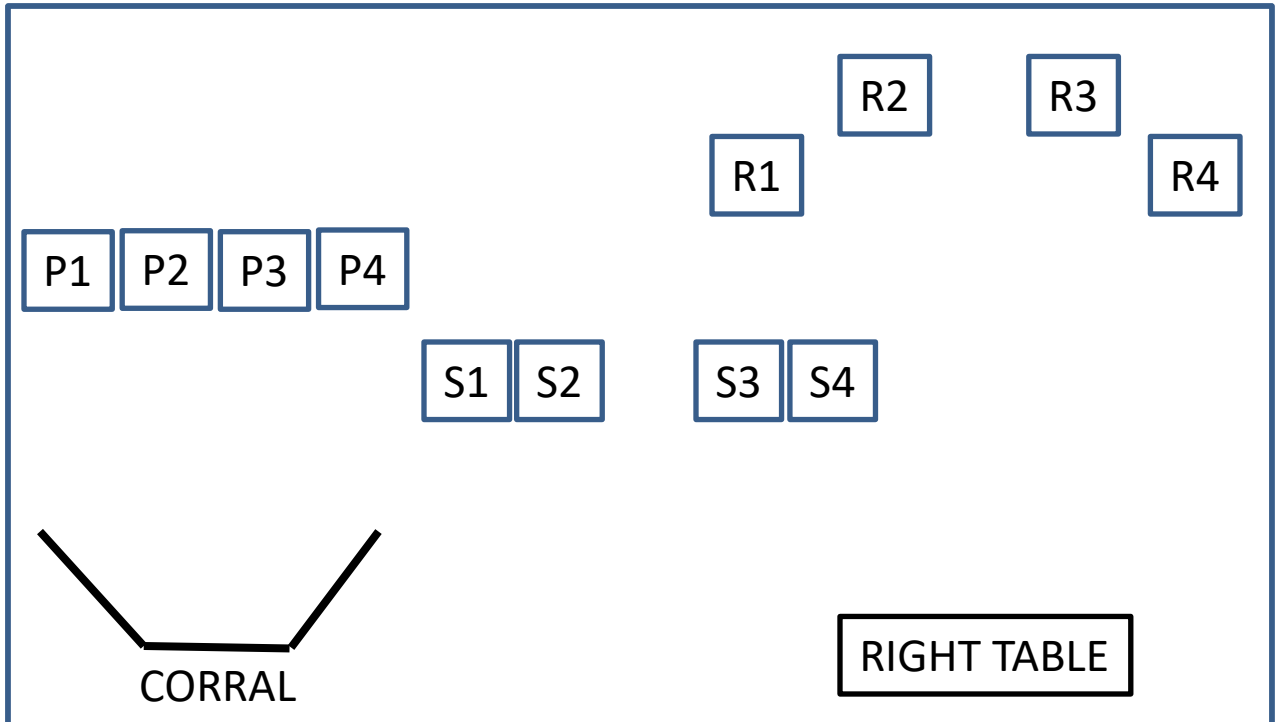 R2 R3
R1 R4
P1 P2 P3 P4
S1 S2 S3 S4
RIGHT TABLE
CORRAL